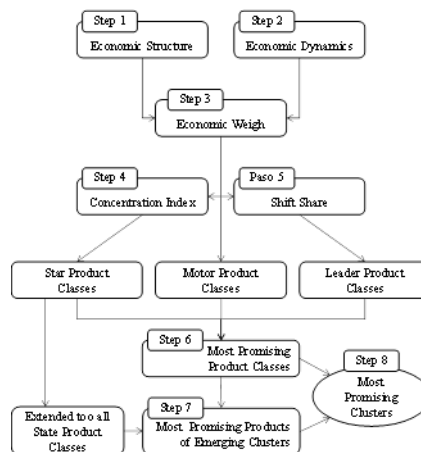 Step 1
Economic Structure
Step 2
Economic Dynamics
Step 3
Economic Weigh
Step 4
Concentration Index
Paso 5
Shift Share
Star Product
Classes
Motor Product
Classes
Leader Product
Classes
Step 6
Most Promising
Product Classes
Step 8
Most
Promising
Clusters
Extended too all
State Product
Classes
Step 7
Most Promising Products
of Emerging Clusters